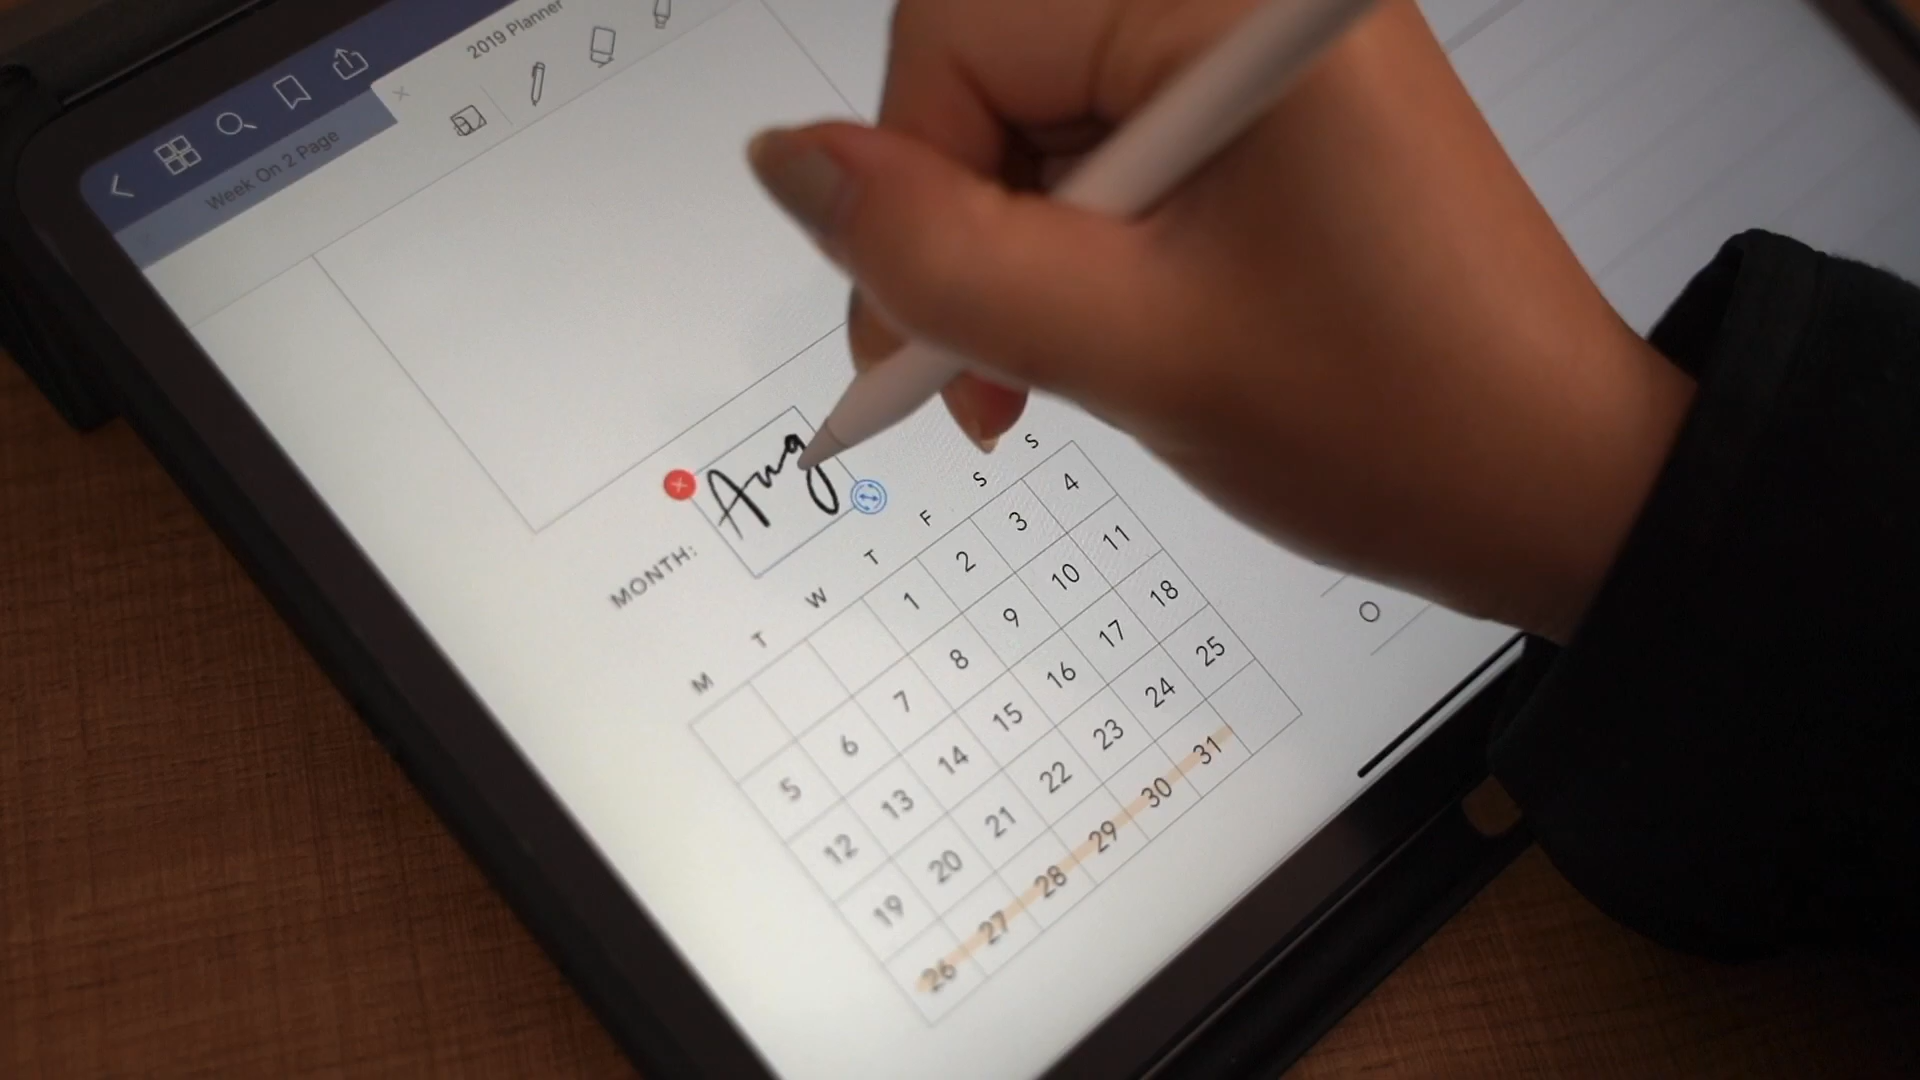 2019 Planner
Week On 2 Page
MONTH: Aug
M T W T F S S
1 2 3 4
5 6 7 8 9 10 11
12 13 14 15 16 17 18
19 20 21 22 23 24 25
26 27 28 29 30 31